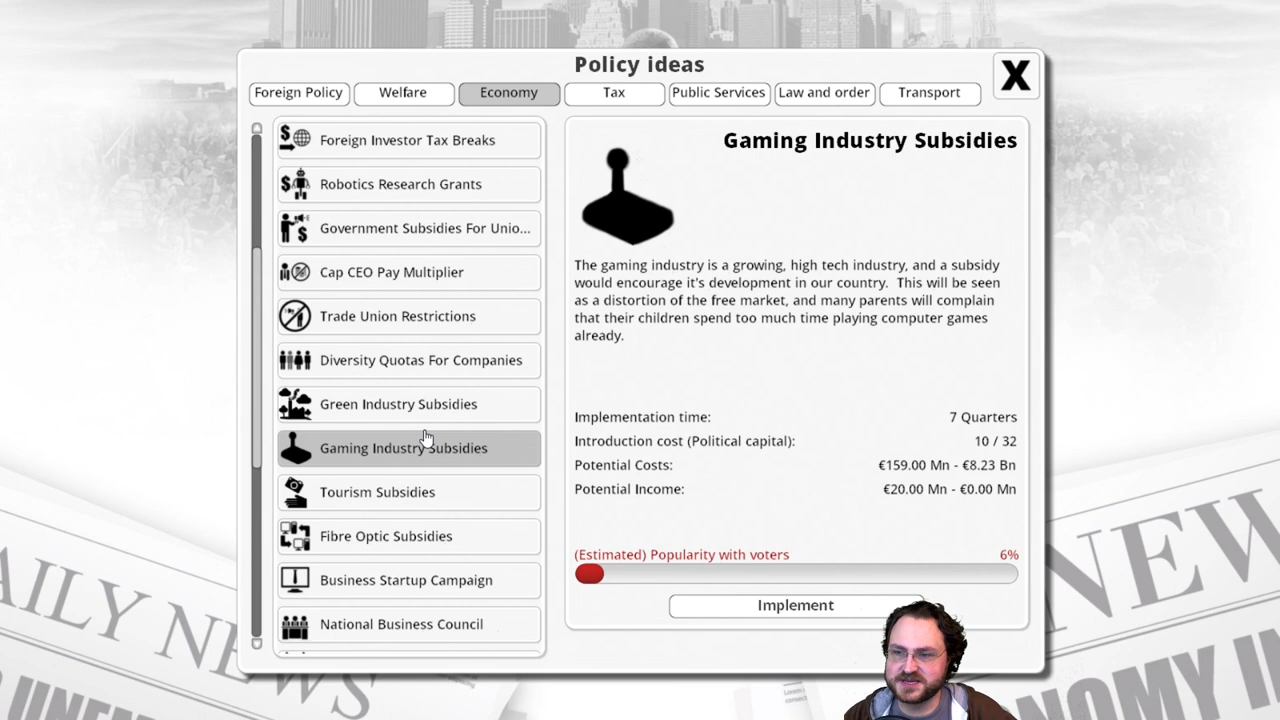 Policy ideas
X
Foreign Policy
Welfare
Economy
Tax
Public Services
Law and order
Transport
Foreign Investor Tax Breaks
Robotics Research Grants
Government Subsidies For Unio...
Cap CEO Pay Multiplier
Trade Union Restrictions
Diversity Quotas For Companies
Green Industry Subsidies
Gaming Industry Subsidies
Tourism Subsidies
Fibre Optic Subsidies
Business Startup Campaign
National Business Council
Gaming Industry Subsidies
The gaming industry is a growing, high tech industry, and a subsidy
would encourage it's development in our country.  This will be seen
as a distortion of the free market, and many parents will complain
that their children spend too much time playing computer games
already.
Implementation time: 7 Quarters
Introduction cost (Political capital): 10 / 32
Potential Costs: €159.00 Mn - €8.23 Bn
Potential Income: €20.00 Mn - €0.00 Mn
(Estimated) Popularity with voters 6%
Implement
AILY NEWS
NEW